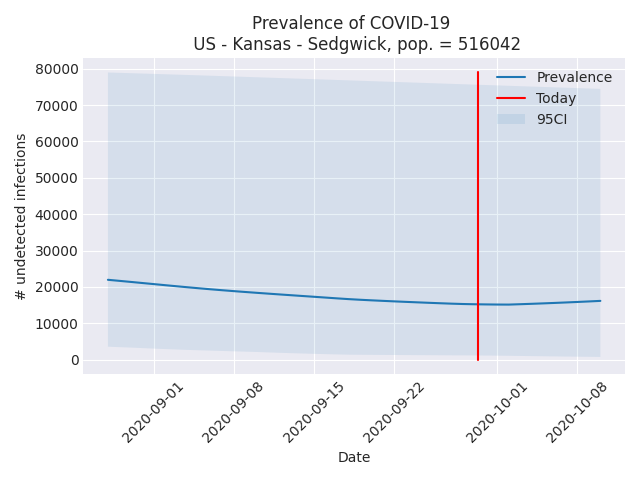 Prevalence of COVID-19
US - Kansas - Sedgwick, pop. = 516042
Prevalence
Today
95CI
80000
70000
60000
50000
40000
30000
20000
10000
0
# undetected infections
2020-09-01
2020-09-08
2020-09-15
2020-09-22
2020-10-01
2020-10-08
Date